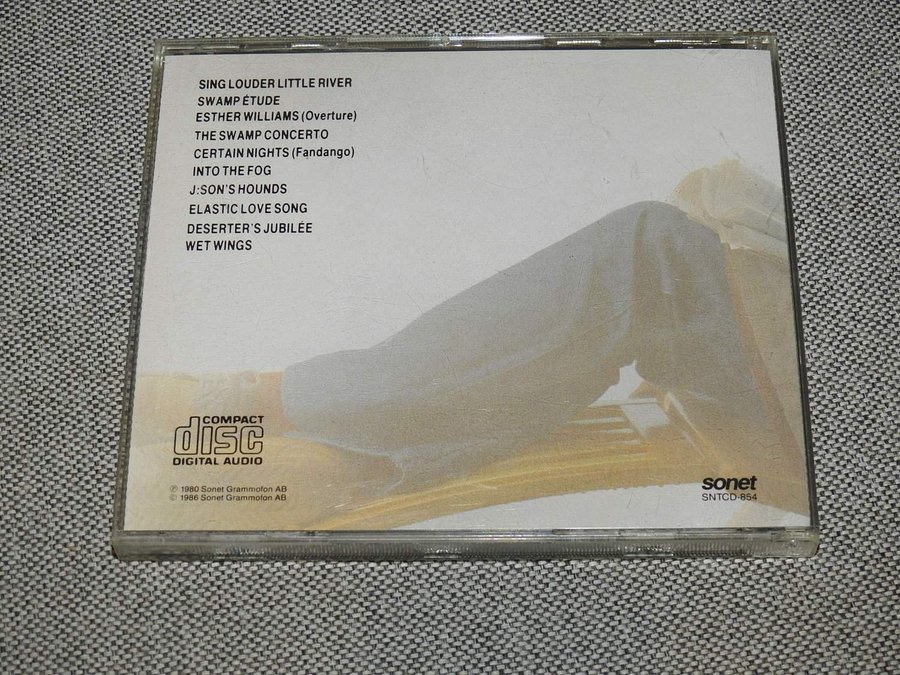 SING LOUDER LITTLE RIVER
SWAMP ÉTUDE
ESTHER WILLIAMS (Overture)
THE SWAMP CONCERTO
CERTAIN NIGHTS (Fandango)
INTO THE FOG
J:SON'S HOUNDS
ELASTIC LOVE SONG
DESERTER'S JUBILÉE
WET WINGS
COMPACT
disc
DIGITAL AUDIO
℗ 1980 Sonet Grammofon AB
© 1986 Sonet Grammofon AB
sonet
SNTCD-854